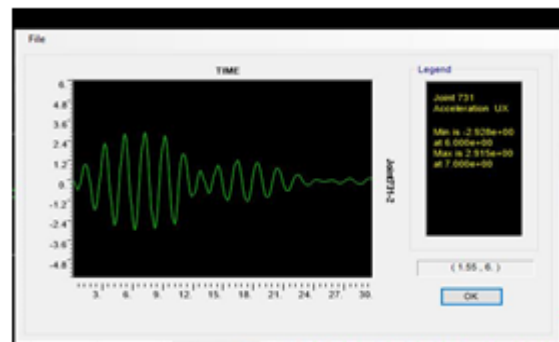 File
TIME
Legend
6.
4.8
3.6
2.4
1.2
0.
-1.2
-2.4
-3.6
-4.8
3.
6.
9.
12.
15.
18.
21.
24.
27.
30.
Joint731-2
Joint 731
Acceleration UX
Min is -2.928e+00
at 6.000e+00
Max is 2.915e+00
at 7.000e+00
( 1.55 , 6. )
OK